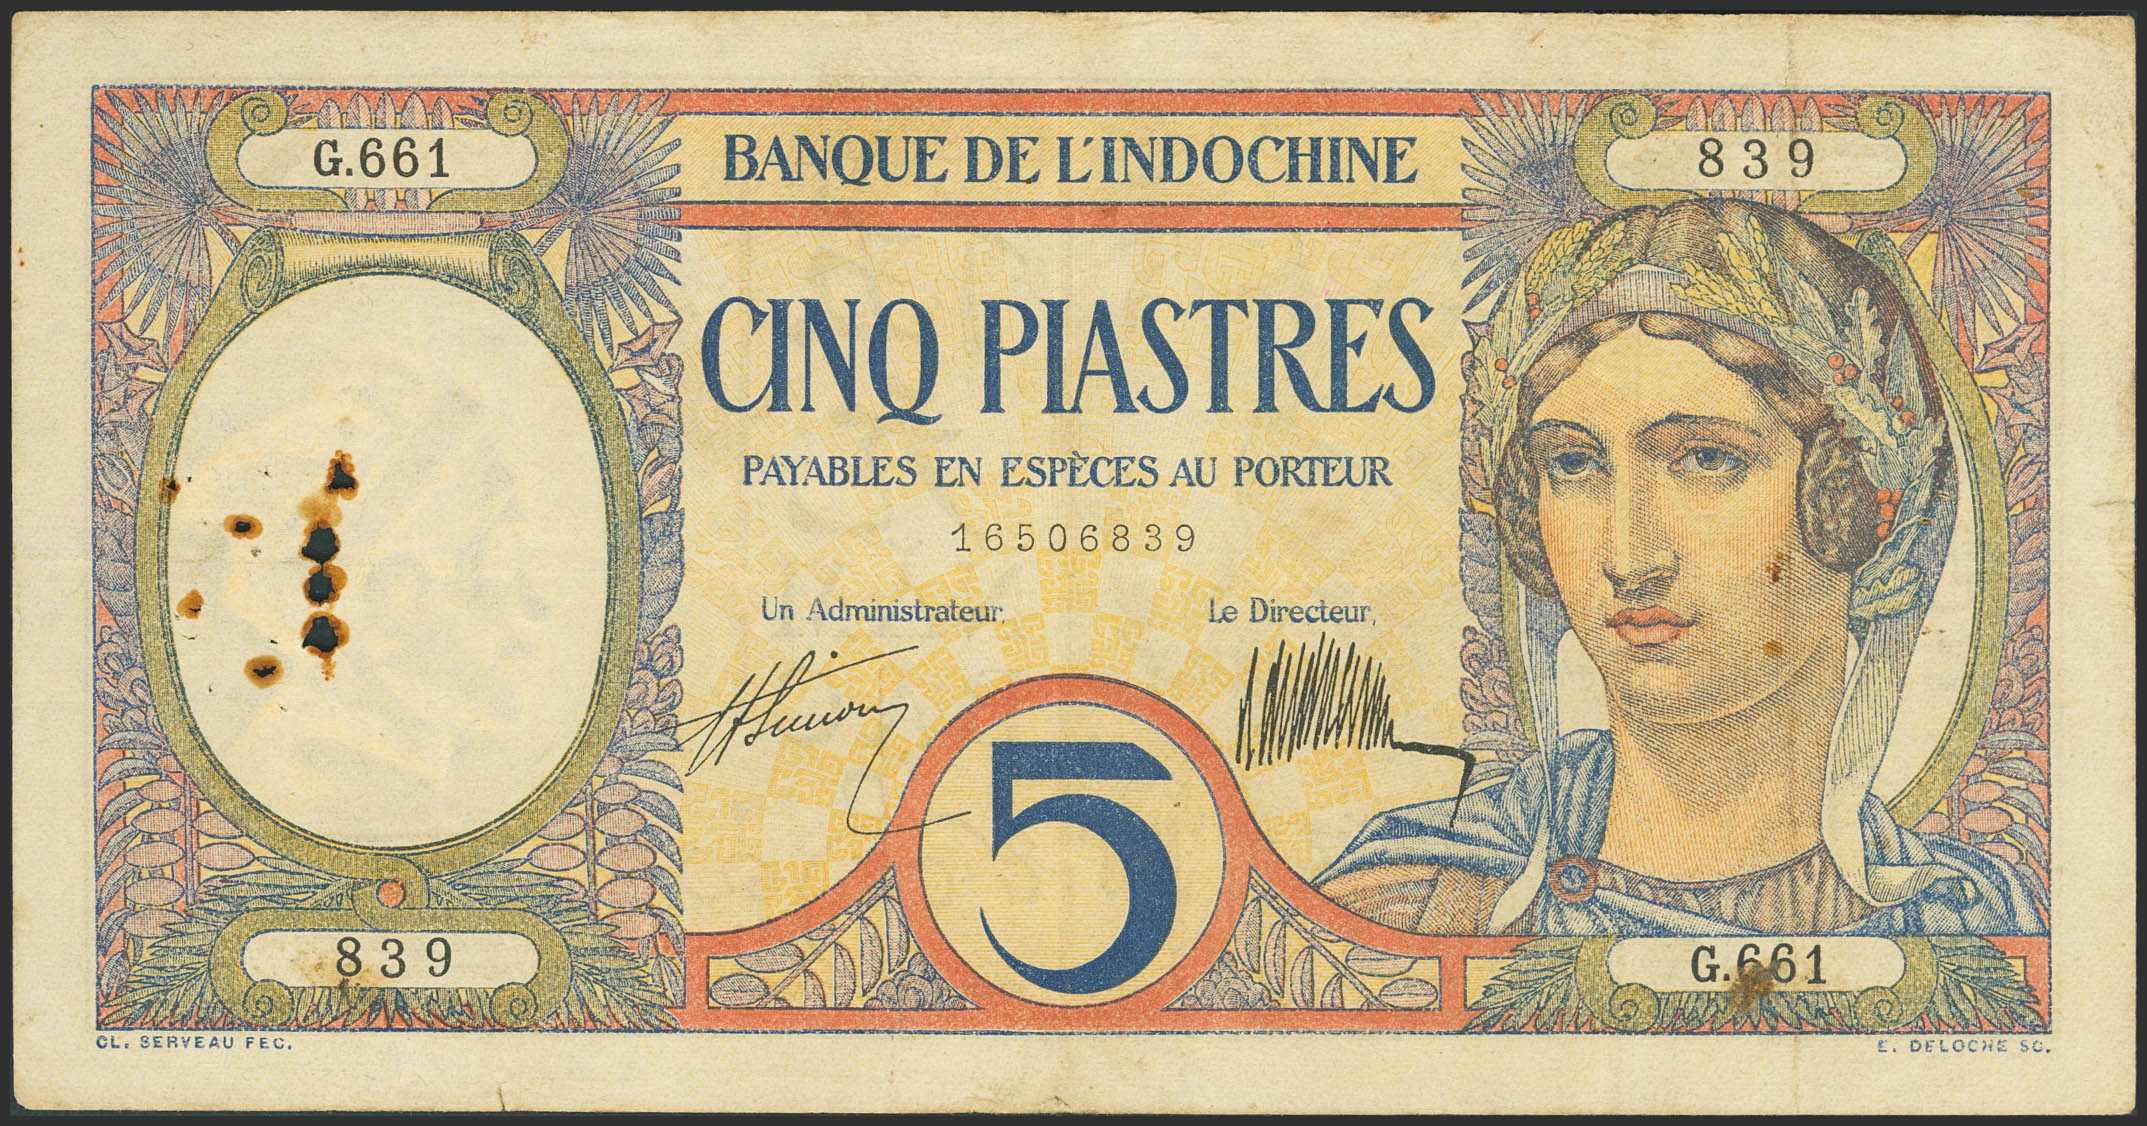 G.661
BANQUE DE L'INDOCHINE
839
CINQ PIASTRES
PAYABLES EN ESPÈCES AU PORTEUR
16506839
Un Administrateur,
Le Directeur,
5
839
G.661
CL. SERVEAU FEC.
E. DELOCHE SC.